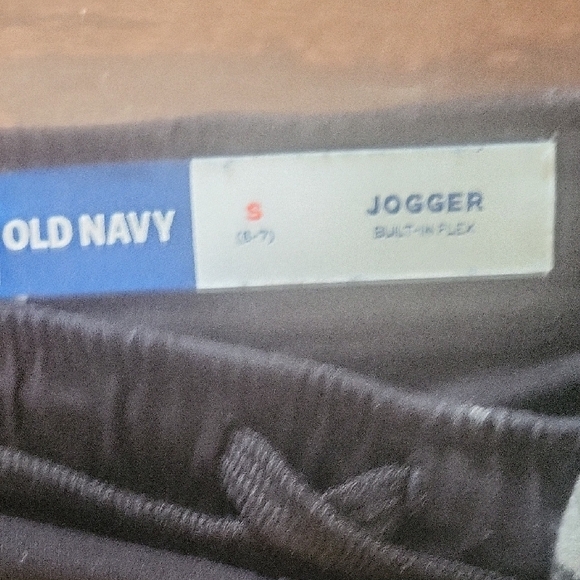 OLD NAVY
S
(6-7)
JOGGER
BUILT-IN FLEX